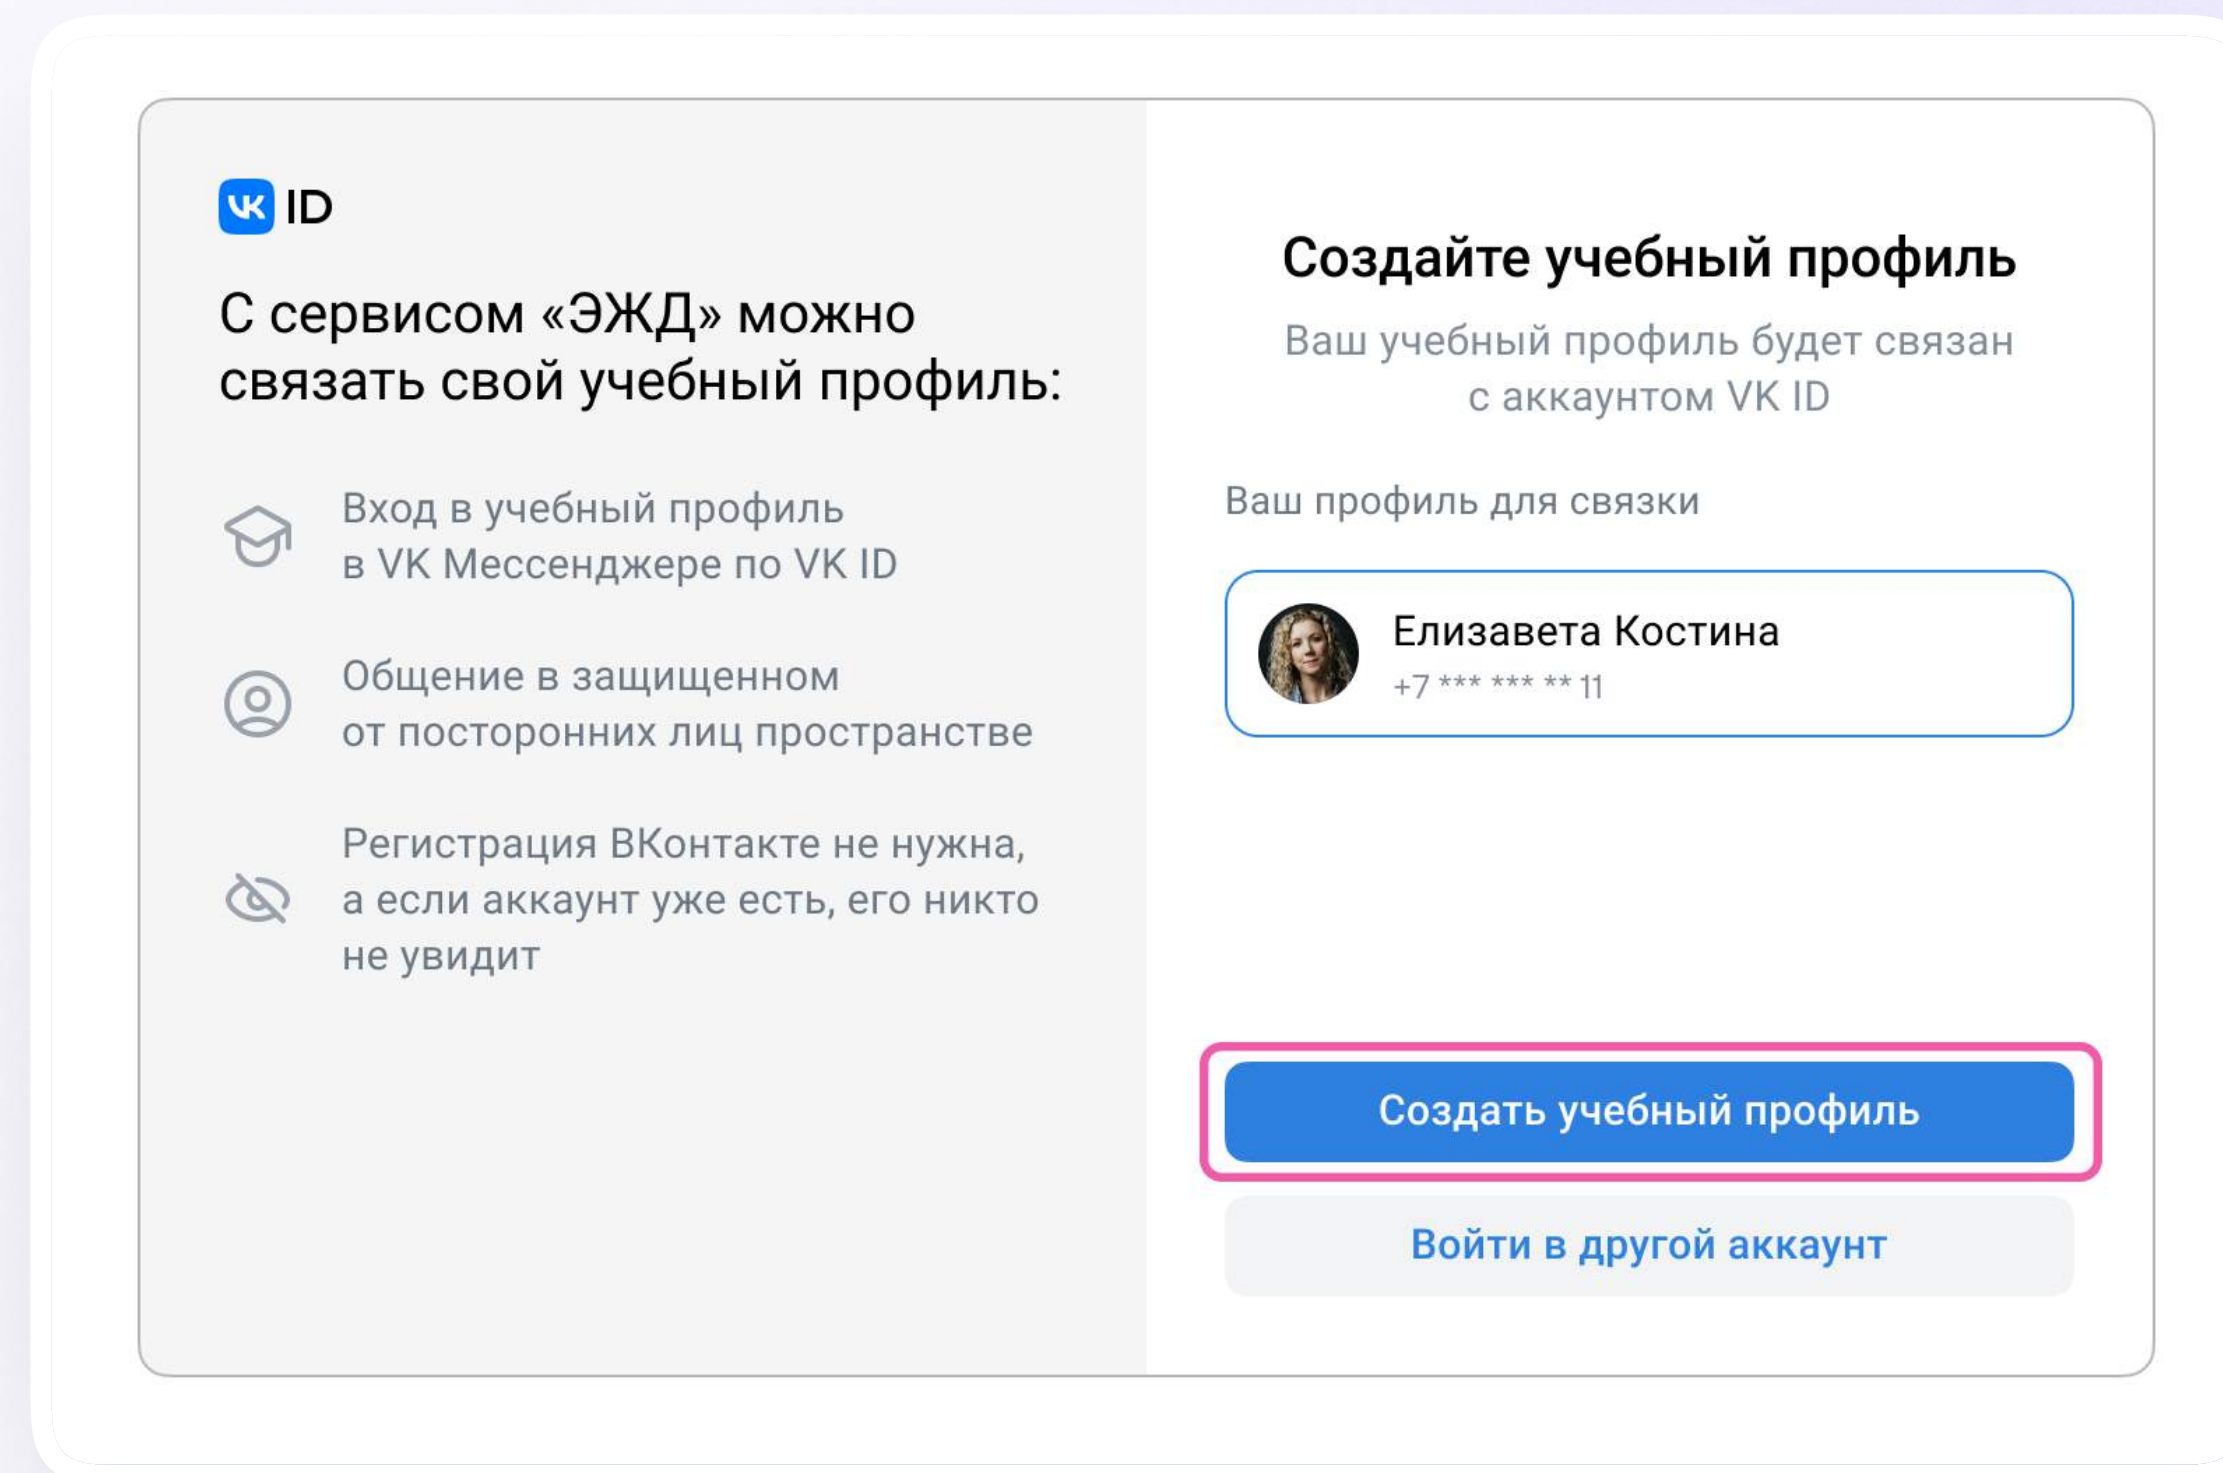 VK ID
С сервисом «ЭЖД» можно
связать свой учебный профиль:
Вход в учебный профиль
в VK Мессенджере по VK ID
Общение в защищенном
от посторонних лиц пространстве
Регистрация ВКонтакте не нужна,
а если аккаунт уже есть, его никто
не увидит
Создайте учебный профиль
Ваш учебный профиль будет связан
с аккаунтом VK ID
Ваш профиль для связки
Елизавета Костина
+7 *** *** ** 11
Создать учебный профиль
Войти в другой аккаунт